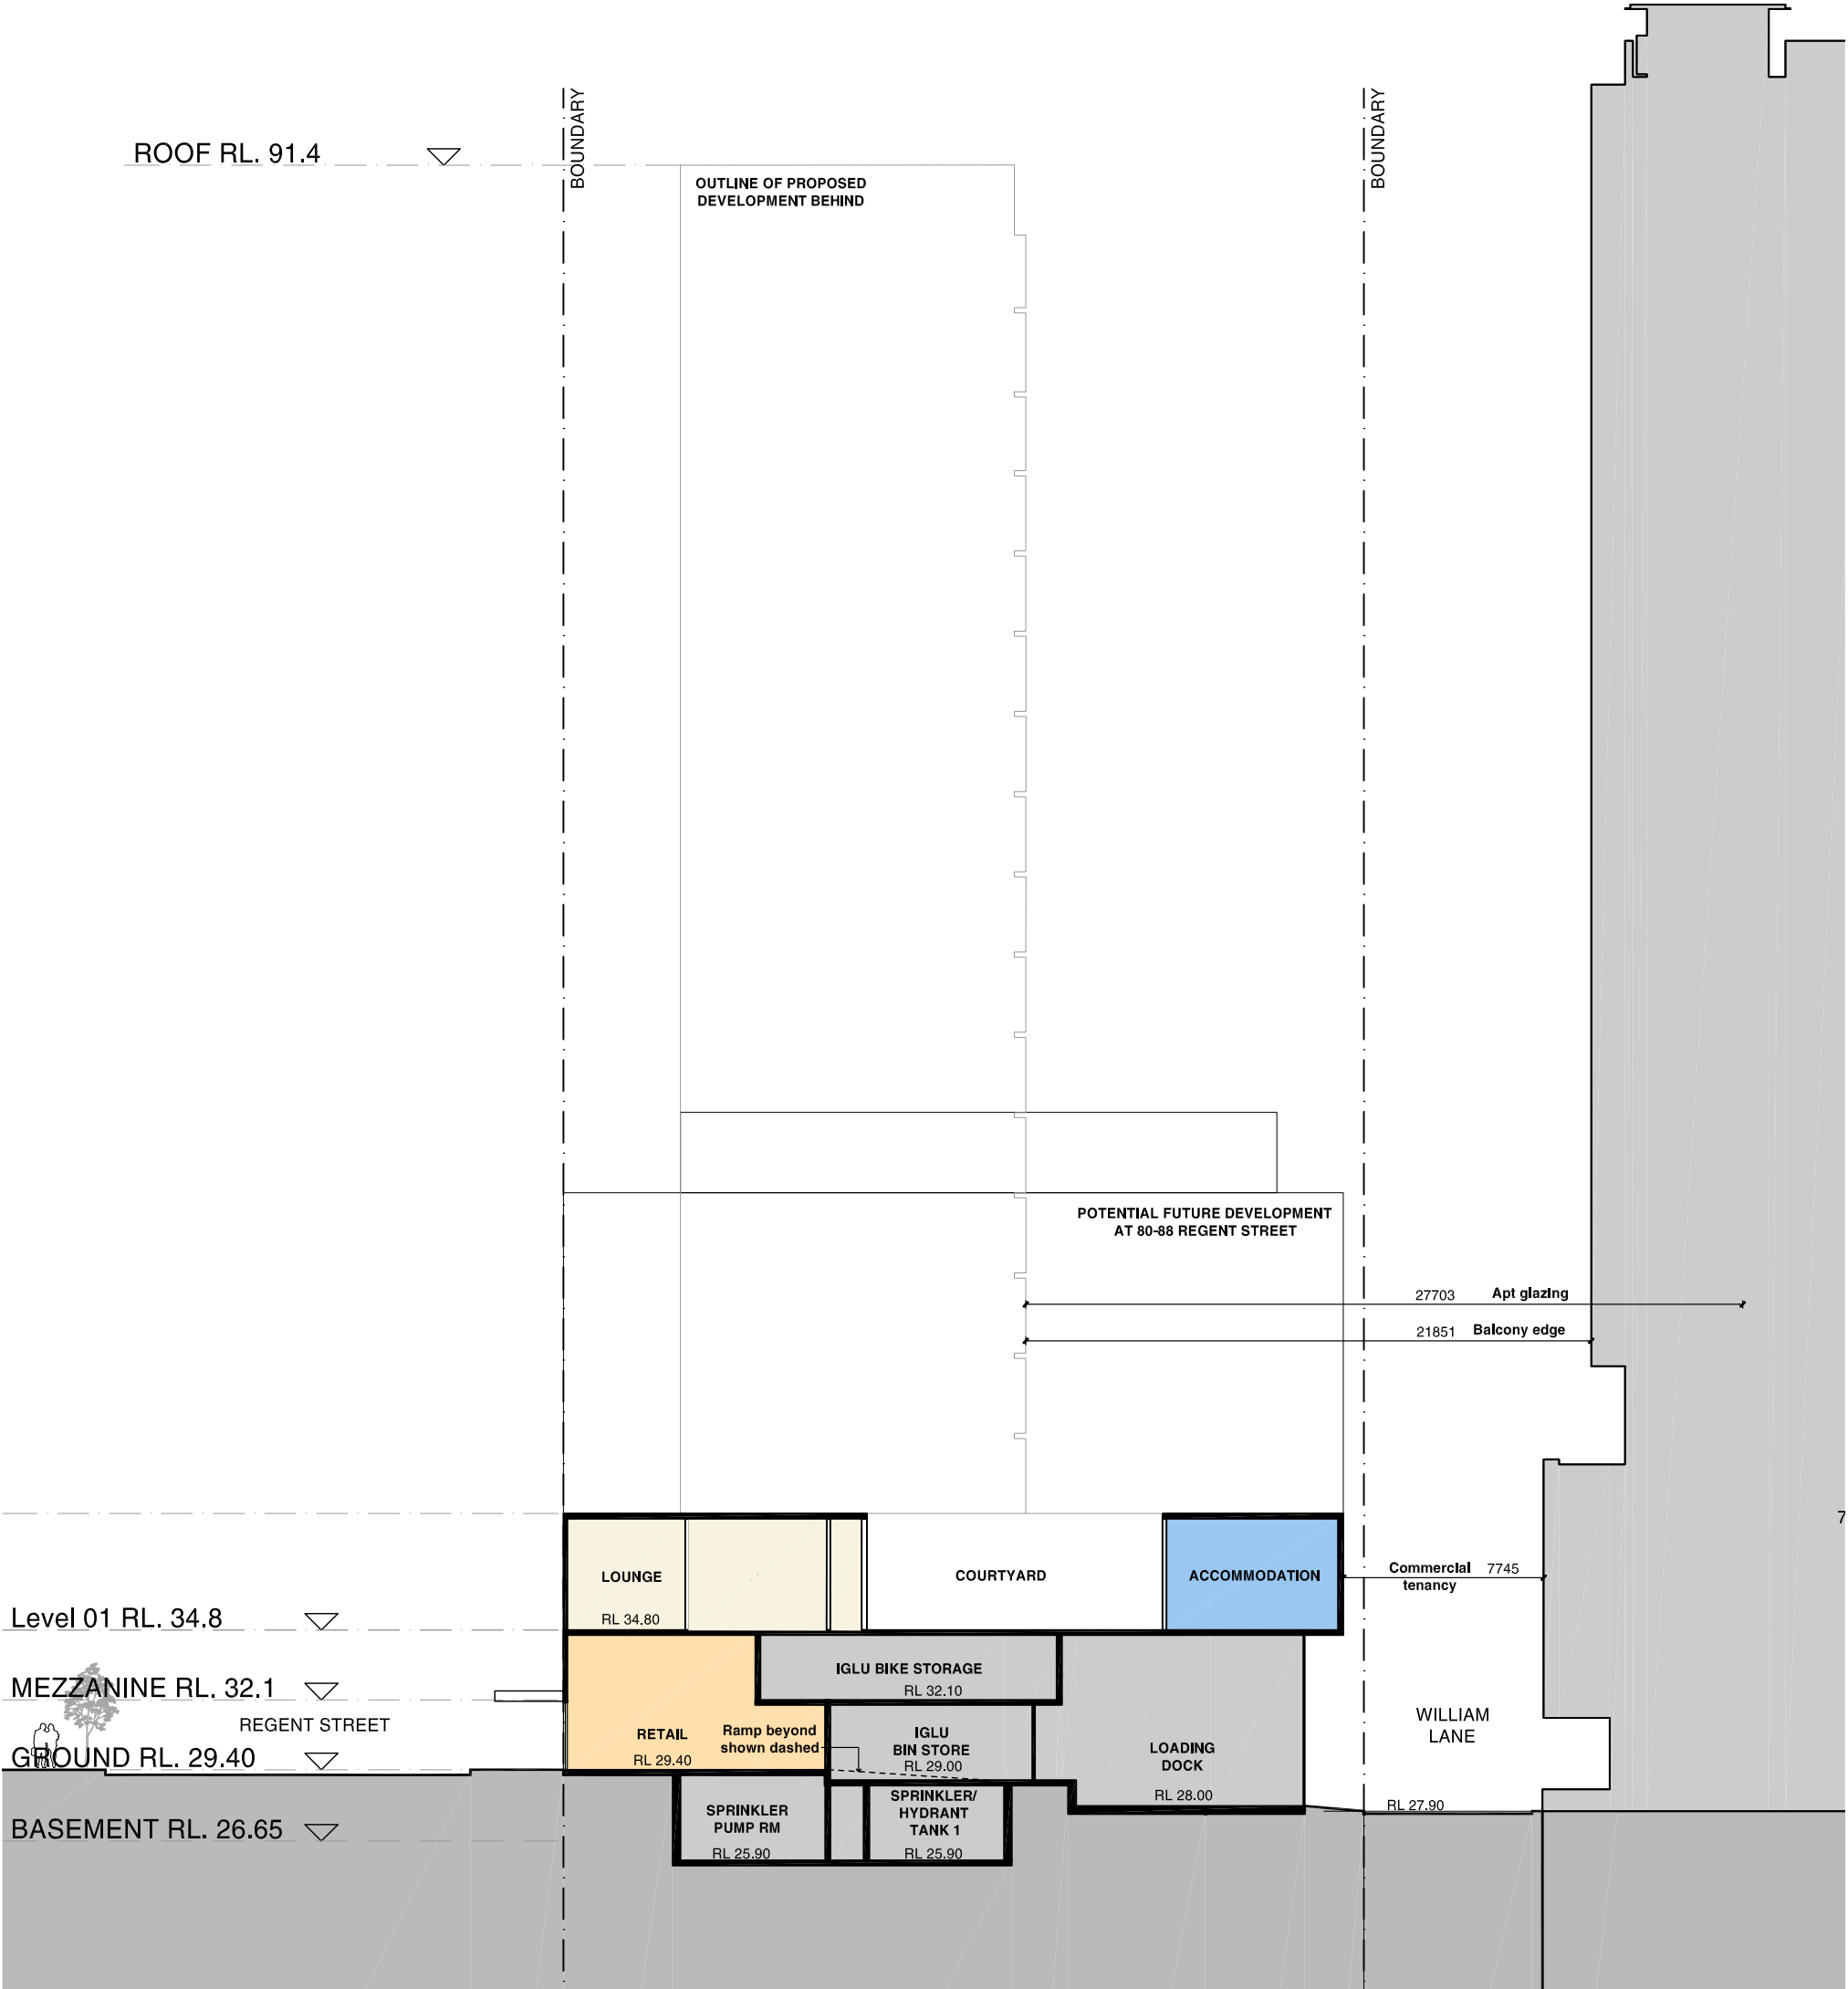 BOUNDARY
BOUNDARY
ROOF RL. 91.4
OUTLINE OF PROPOSED
DEVELOPMENT BEHIND
POTENTIAL FUTURE DEVELOPMENT
AT 80-88 REGENT STREET
27703 Apt glazing
21851 Balcony edge
7
LOUNGE
RL 34.80
COURTYARD
ACCOMMODATION
Commercial 7745
tenancy
Level 01 RL. 34.8
IGLU BIKE STORAGE
RL 32.10
MEZZANINE RL. 32.1
REGENT STREET
RETAIL
RL 29.40
Ramp beyond
shown dashed
IGLU
BIN STORE
RL 29.00
LOADING
DOCK
RL 28.00
WILLIAM
LANE
RL 27.90
GROUND RL. 29.40
SPRINKLER
PUMP RM
RL 25.90
SPRINKLER/
HYDRANT
TANK 1
RL 25.90
BASEMENT RL. 26.65